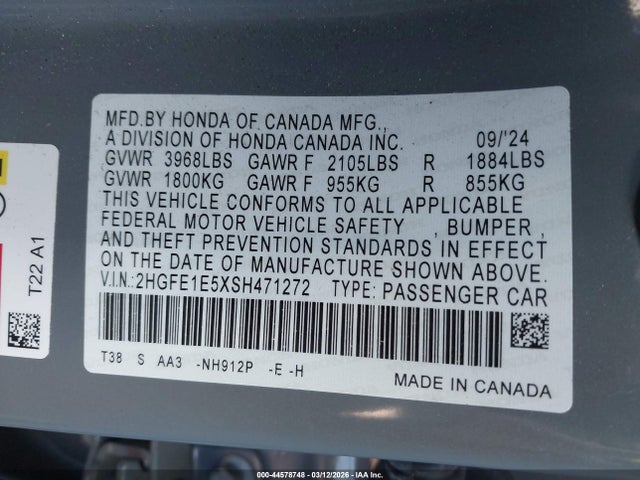 MFD.BY HONDA OF CANADA MFG.,
A DIVISION OF HONDA CANADA INC. 09/'24
GVWR 3968LBS GAWR F 2105LBS R 1884LBS
GVWR 1800KG GAWR F 955KG R 855KG
THIS VEHICLE CONFORMS TO ALL APPLICABLE
FEDERAL MOTOR VEHICLE SAFETY , BUMPER ,
AND THEFT PREVENTION STANDARDS IN EFFECT
ON THE DATE OF MANUFACTURE SHOWN ABOVE.
V.I.N.:2HGFE1E5XSH471272 TYPE: PASSENGER CAR
T38 S AA3 -NH912P -E -H
MADE IN CANADA
T22 A1
000-44578748 - 03/12/2026 - WWW.IAAI.COM